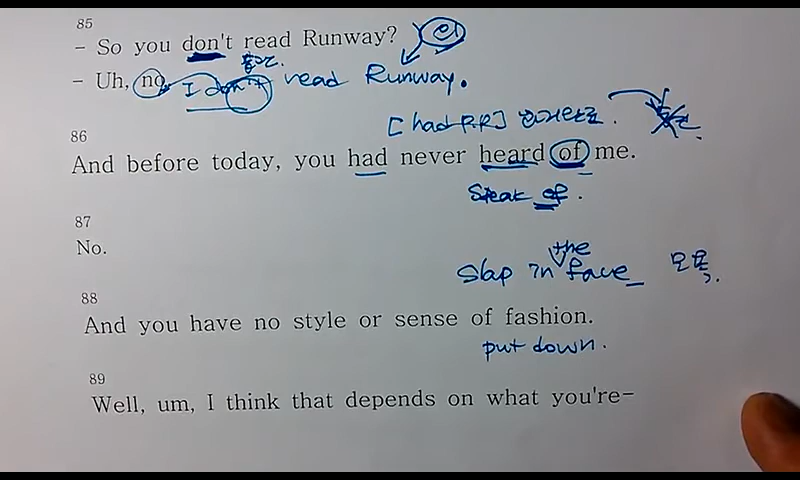 85
- So you don't read Runway?
- Uh, no, I don't read Runway.
[had P.P]
86
And before today, you had never heard of me.
Speak of.
87
No.
slap in the face
88
And you have no style or sense of fashion.
put down.
89
Well, um, I think that depends on what you're-